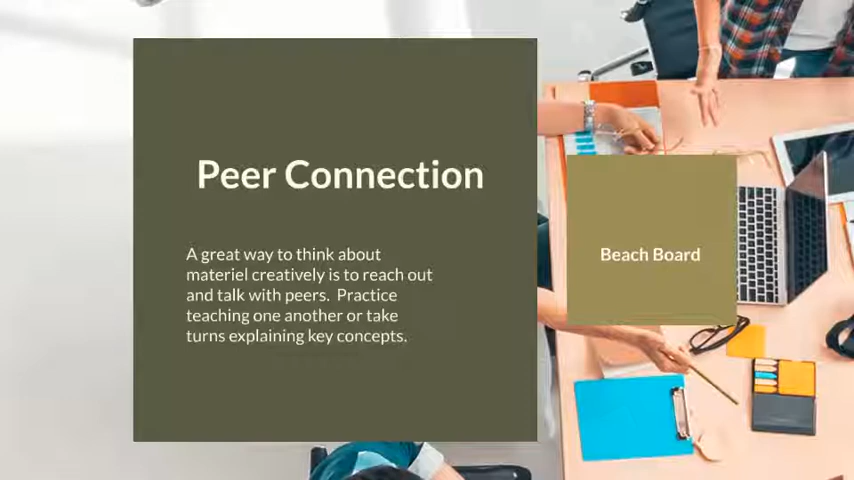 Peer Connection
A great way to think about
materiel creatively is to reach out
and talk with peers.  Practice
teaching one another or take
turns explaining key concepts.
Beach Board